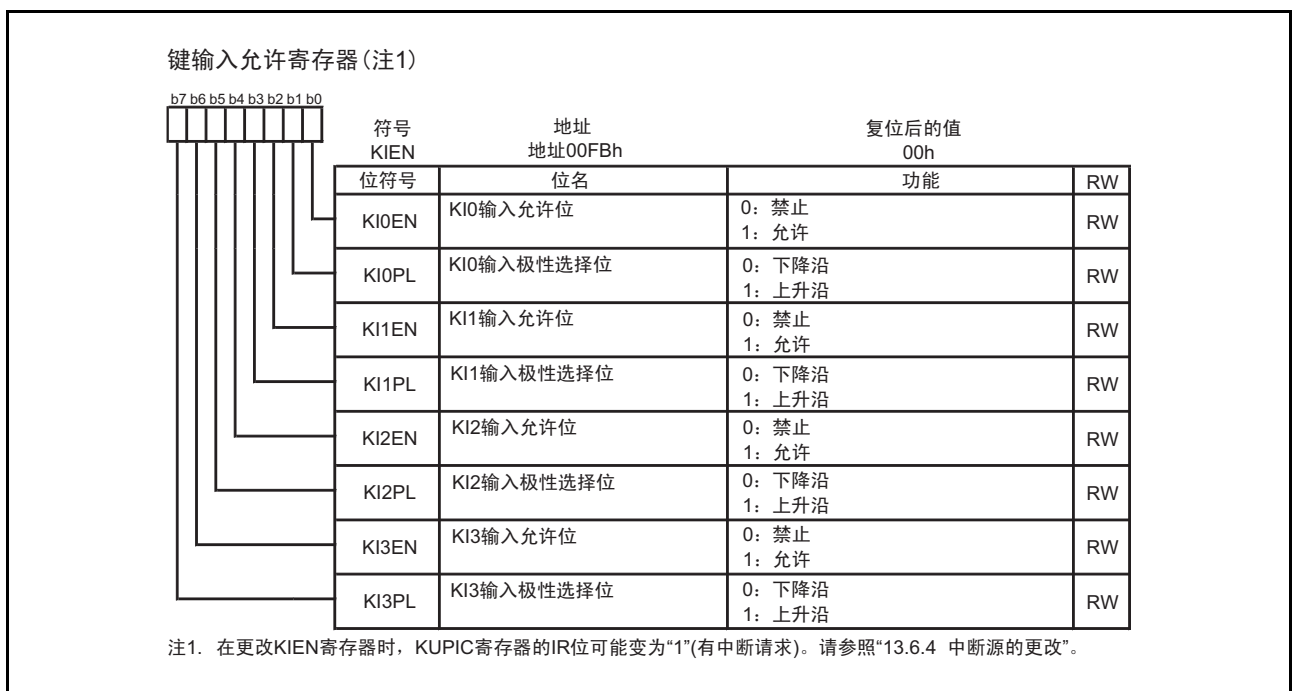 键输入允许寄存器(注1)
b7 b6 b5 b4 b3 b2 b1 b0
符号 地址 复位后的值
KIEN 地址00FBh 00h
位符号 位名 功能 RW
KI0EN KI0输入允许位 0：禁止 RW
1：允许
KI0PL KI0输入极性选择位 0：下降沿 RW
1：上升沿
KI1EN KI1输入允许位 0：禁止 RW
1：允许
KI1PL KI1输入极性选择位 0：下降沿 RW
1：上升沿
KI2EN KI2输入允许位 0：禁止 RW
1：允许
KI2PL KI2输入极性选择位 0：下降沿 RW
1：上升沿
KI3EN KI3输入允许位 0：禁止 RW
1：允许
KI3PL KI3输入极性选择位 0：下降沿 RW
1：上升沿
注1. 在更改KIEN寄存器时，KUPIC寄存器的IR位可能变为“1”(有中断请求)。请参照“13.6.4 中断源的更改”。